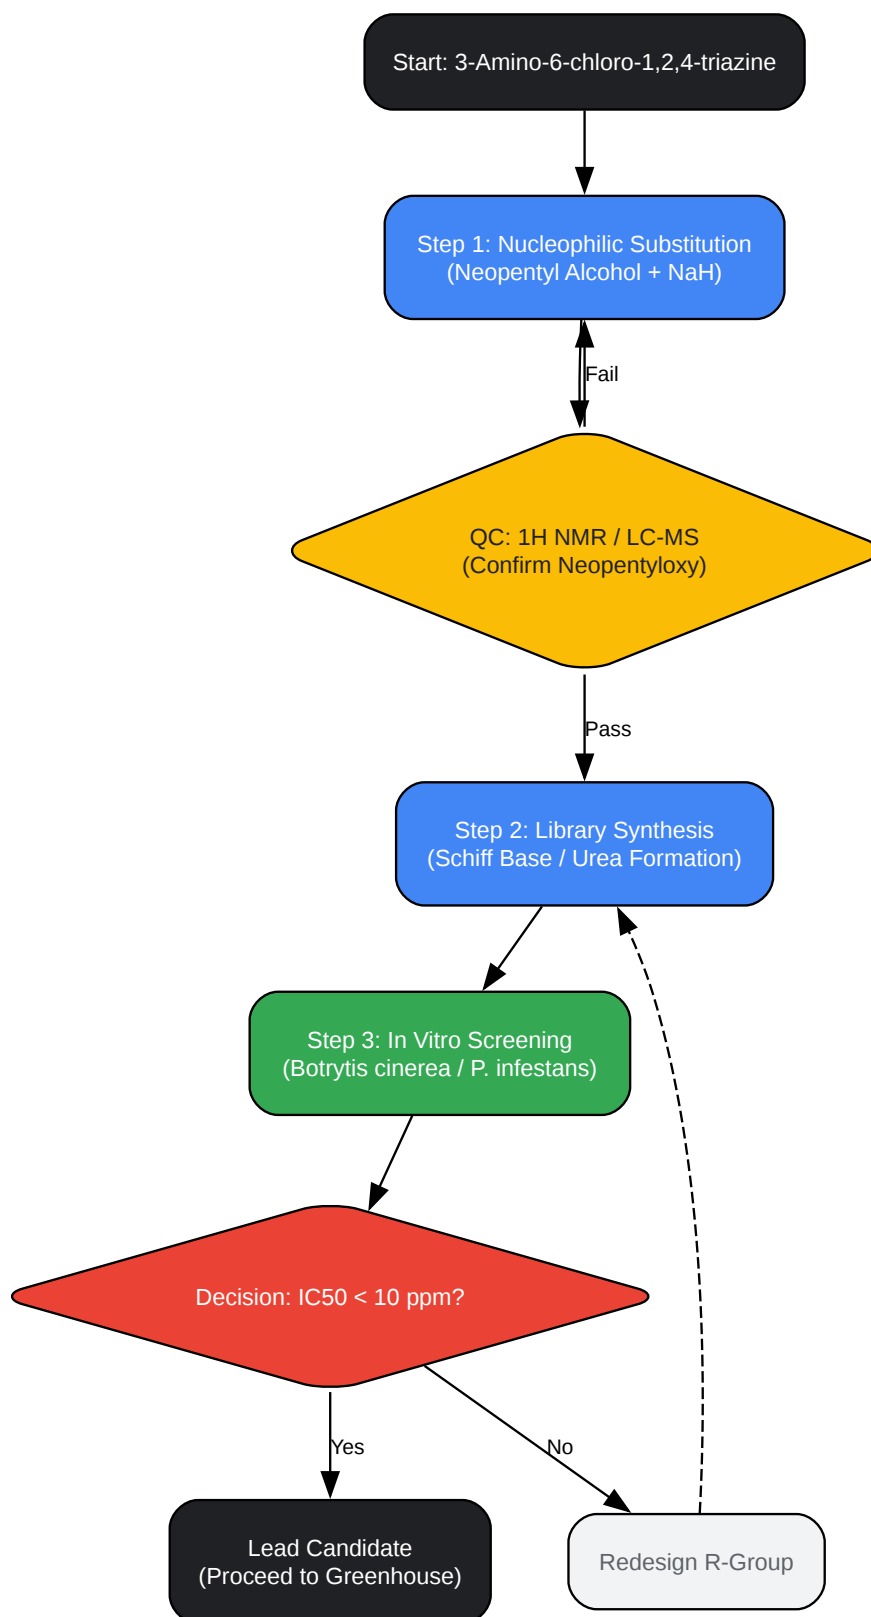 Start: 3-Amino-6-chloro-1,2,4-triazine
Step 1: Nucleophilic Substitution
(Neopentyl Alcohol + NaH)
Fail
QC: 1H NMR / LC-MS
(Confirm Neopentyloxy)
Pass
Step 2: Library Synthesis
(Schiff Base / Urea Formation)
Step 3: In Vitro Screening
(Botrytis cinerea / P. infestans)
Decision: IC50 < 10 ppm?
Yes
No
Lead Candidate
(Proceed to Greenhouse)
Redesign R-Group